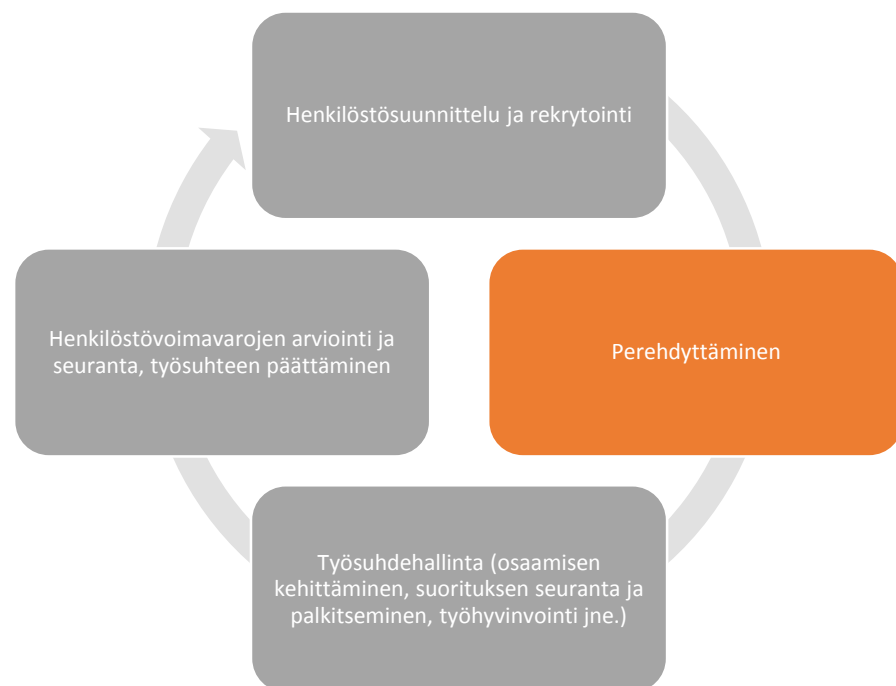 Henkilöstösuunnittelu ja rekrytointi
Perehdyttäminen
Työsuhdehallinta (osaamisen
kehittäminen, suorituksen seuranta ja
palkitseminen, työhyvinvointi jne.)
Henkilöstövoimavarojen arviointi ja
seuranta, työsuhteen päättäminen